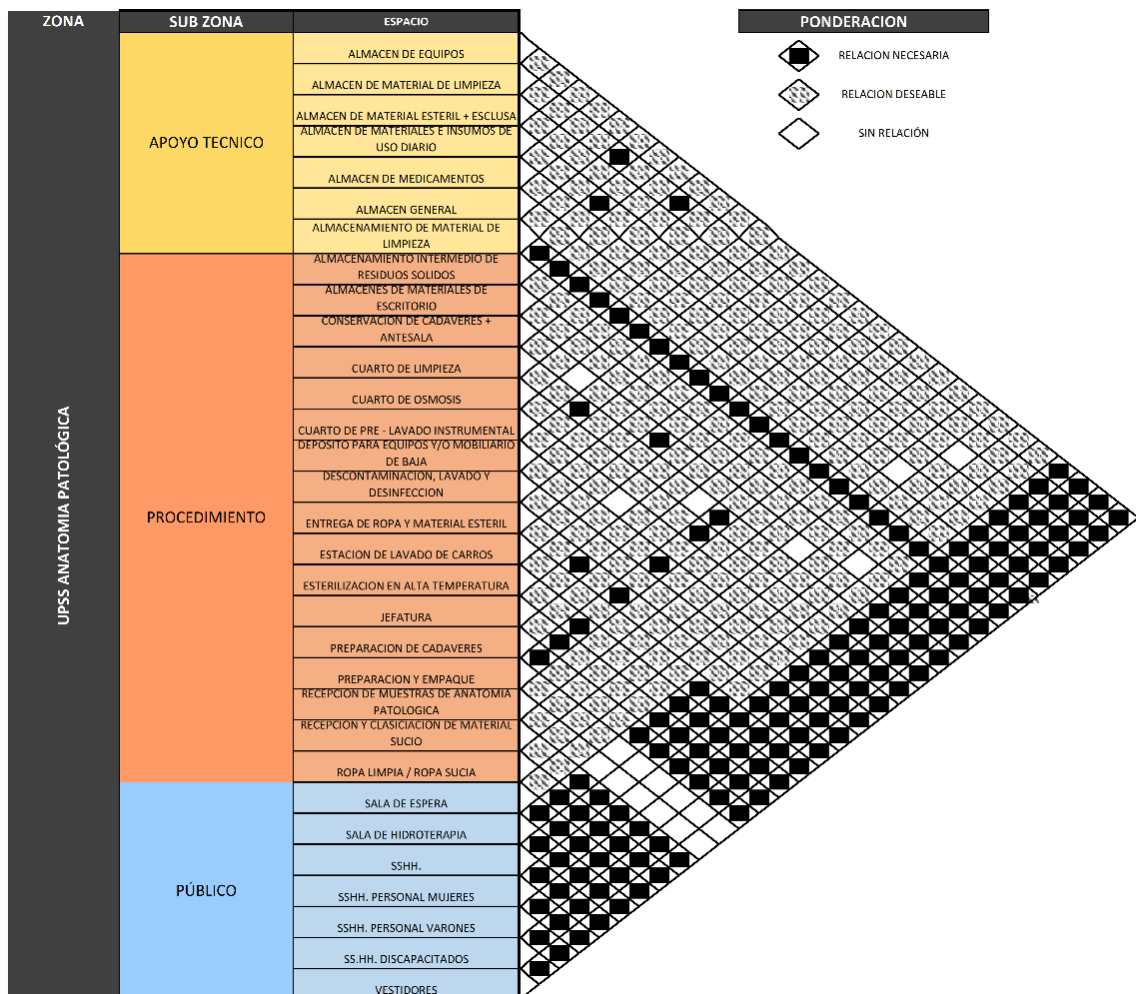 ZONA
SUB ZONA
ESPACIO
PONDERACION
RELACION NECESARIA
RELACION DESEABLE
SIN RELACIÓN
UPSS ANATOMIA PATOLÓGICA
APOYO TECNICO
ALMACEN DE EQUIPOS
ALMACEN DE MATERIAL DE LIMPIEZA
ALMACEN DE MATERIAL ESTERIL + ESCLUSA
ALMACEN DE MATERIALES E INSUMOS DE
USO DIARIO
ALMACEN DE MEDICAMENTOS
ALMACEN GENERAL
ALMACENAMIENTO DE MATERIAL DE
LIMPIEZA
PROCEDIMIENTO
ALMACENAMIENTO INTERMEDIO DE
RESIDUOS SOLIDOS
ALMACENES DE MATERIALES DE
ESCRITORIO
CONSERVACION DE CADAVERES +
ANTESALA
CUARTO DE LIMPIEZA
CUARTO DE OSMOSIS
CUARTO DE PRE - LAVADO INSTRUMENTAL
DEPOSITO PARA EQUIPOS Y/O MOBILIARIO
DE BAJA
DESCONTAMINACION, LAVADO Y
DESINFECCION
ENTREGA DE ROPA Y MATERIAL ESTERIL
ESTACION DE LAVADO DE CARROS
ESTERILIZACION EN ALTA TEMPERATURA
JEFATURA
PREPARACION DE CADAVERES
PREPARACION Y EMPAQUE
RECEPCION DE MUESTRAS DE ANATOMIA
PATOLOGICA
RECEPCION Y CLASICIACION DE MATERIAL
SUCIO
ROPA LIMPIA / ROPA SUCIA
PÚBLICO
SALA DE ESPERA
SALA DE HIDROTERAPIA
SSHH.
SSHH. PERSONAL MUJERES
SSHH. PERSONAL VARONES
SS.HH. DISCAPACITADOS
VESTIDORES